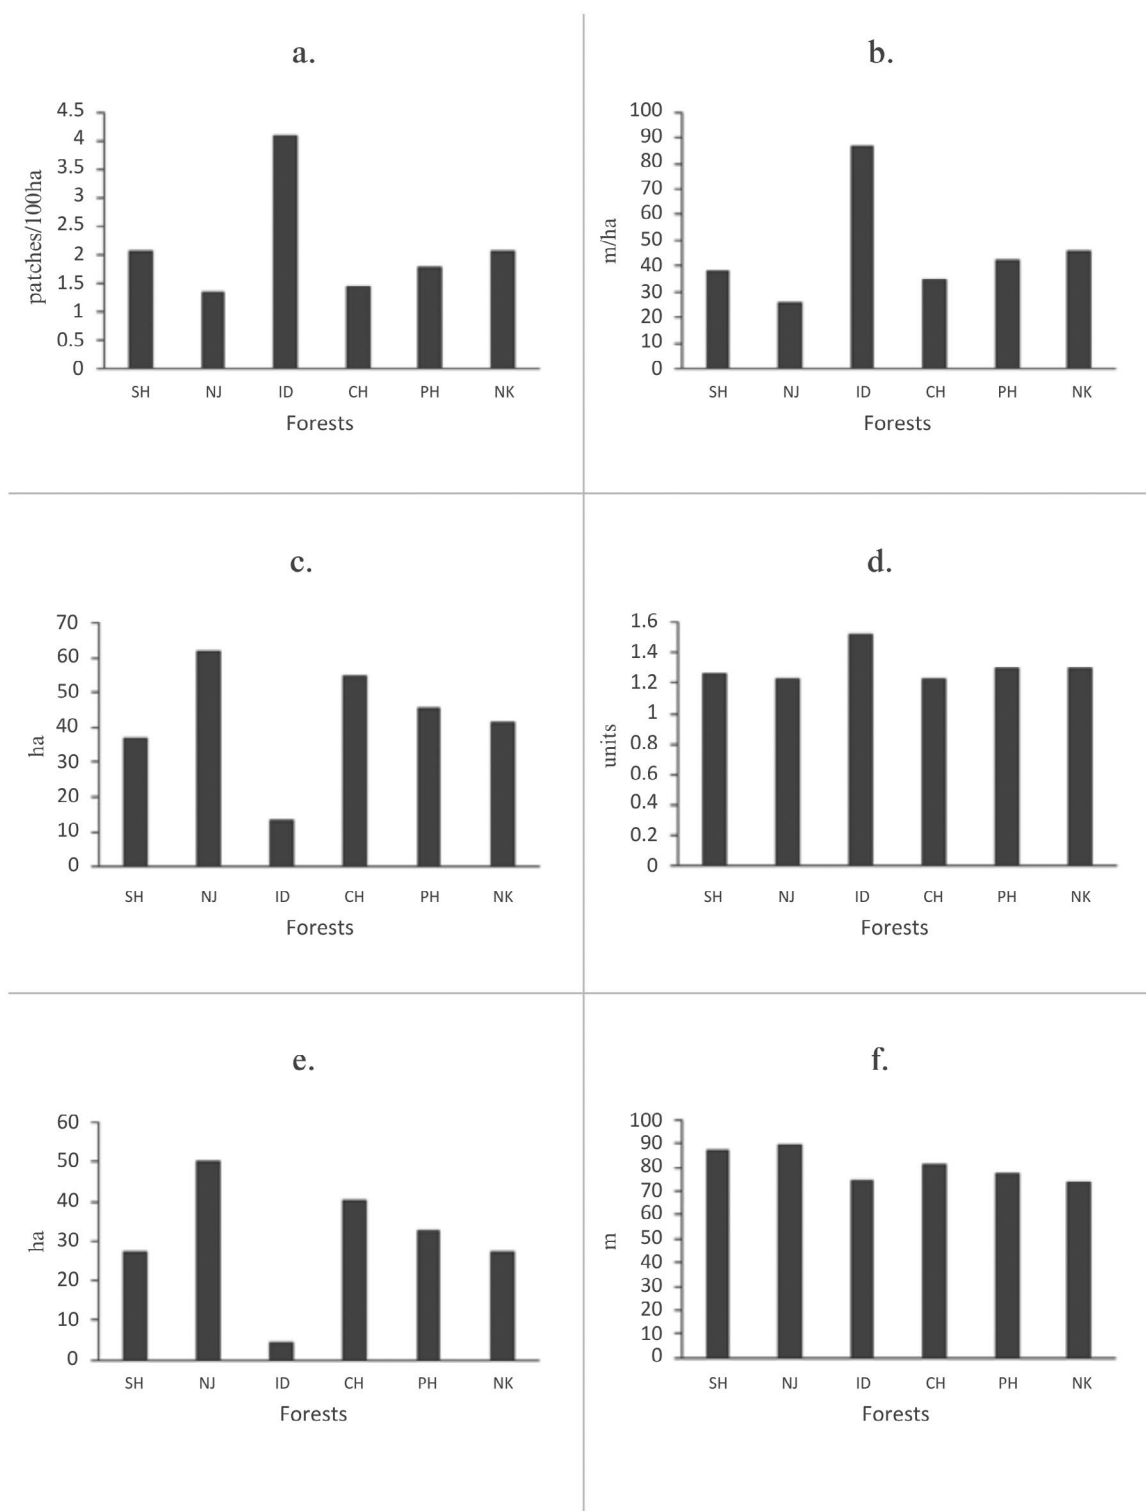 a.
4.5
4
3.5
3
2.5
2
1.5
1
0.5
0
patches/100ha
SH NJ ID CH PH NK
Forests
b.
100
90
80
70
60
50
40
30
20
10
0
m/ha
SH NJ ID CH PH NK
Forests
c.
70
60
50
40
30
20
10
0
ha
SH NJ ID CH PH NK
Forests
d.
1.6
1.4
1.2
1
0.8
0.6
0.4
0.2
0
units
SH NJ ID CH PH NK
Forests
e.
60
50
40
30
20
10
0
ha
SH NJ ID CH PH NK
Forests
f.
100
90
80
70
60
50
40
30
20
10
0
m
SH NJ ID CH PH NK
Forests